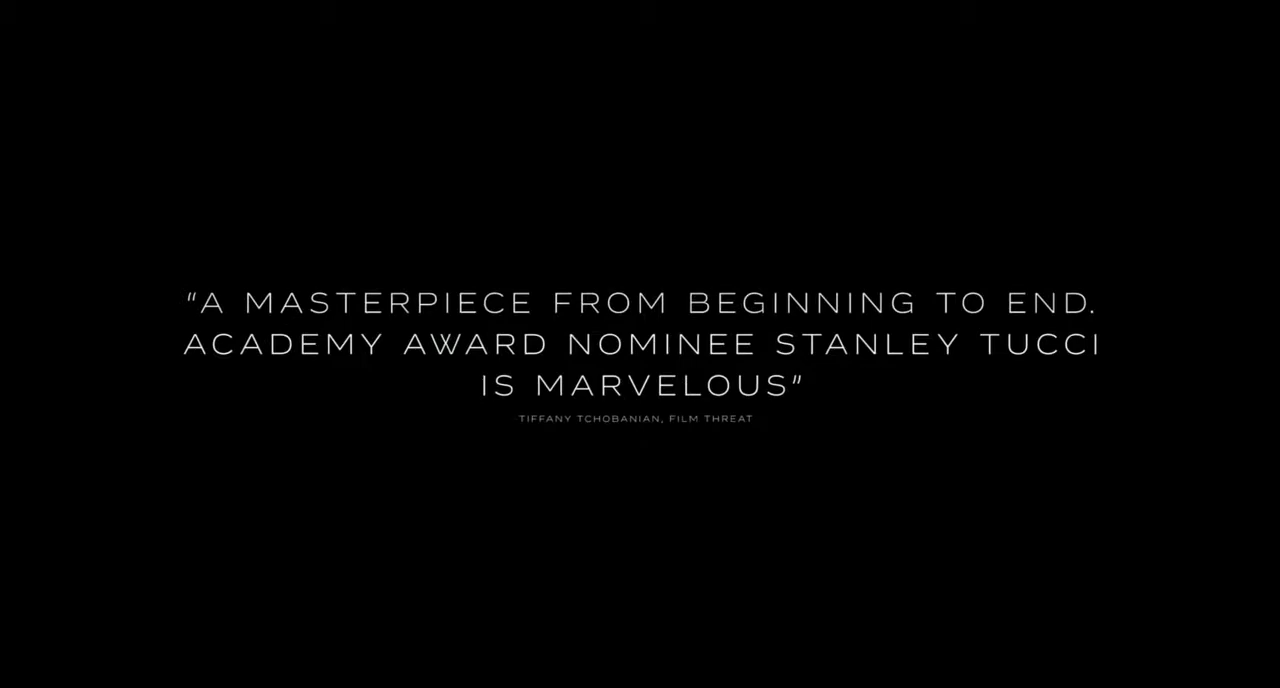 "A MASTERPIECE FROM BEGINNING TO END.
ACADEMY AWARD NOMINEE STANLEY TUCCI
IS MARVELOUS"
TIFFANY TCHOBANIAN, FILM THREAT